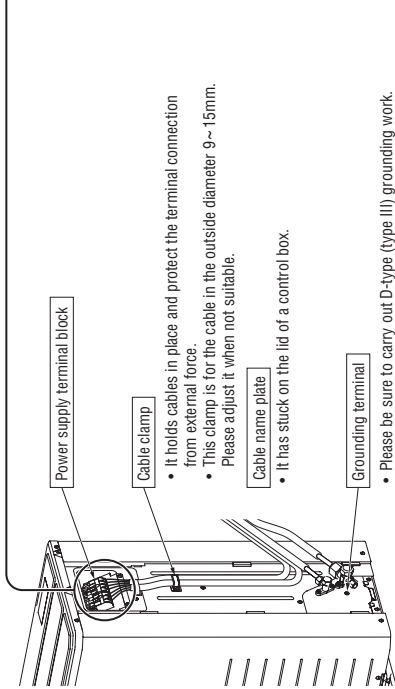 Power supply terminal block
Cable clamp
• It holds cables in place and protect the terminal connection
from external force.
• This clamp is for the cable in the outside diameter 9~15mm.
Please adjust it when not suitable.
Cable name plate
• It has stuck on the lid of a control box.
Grounding terminal
• Please be sure to carry out D-type (type III) grounding work.